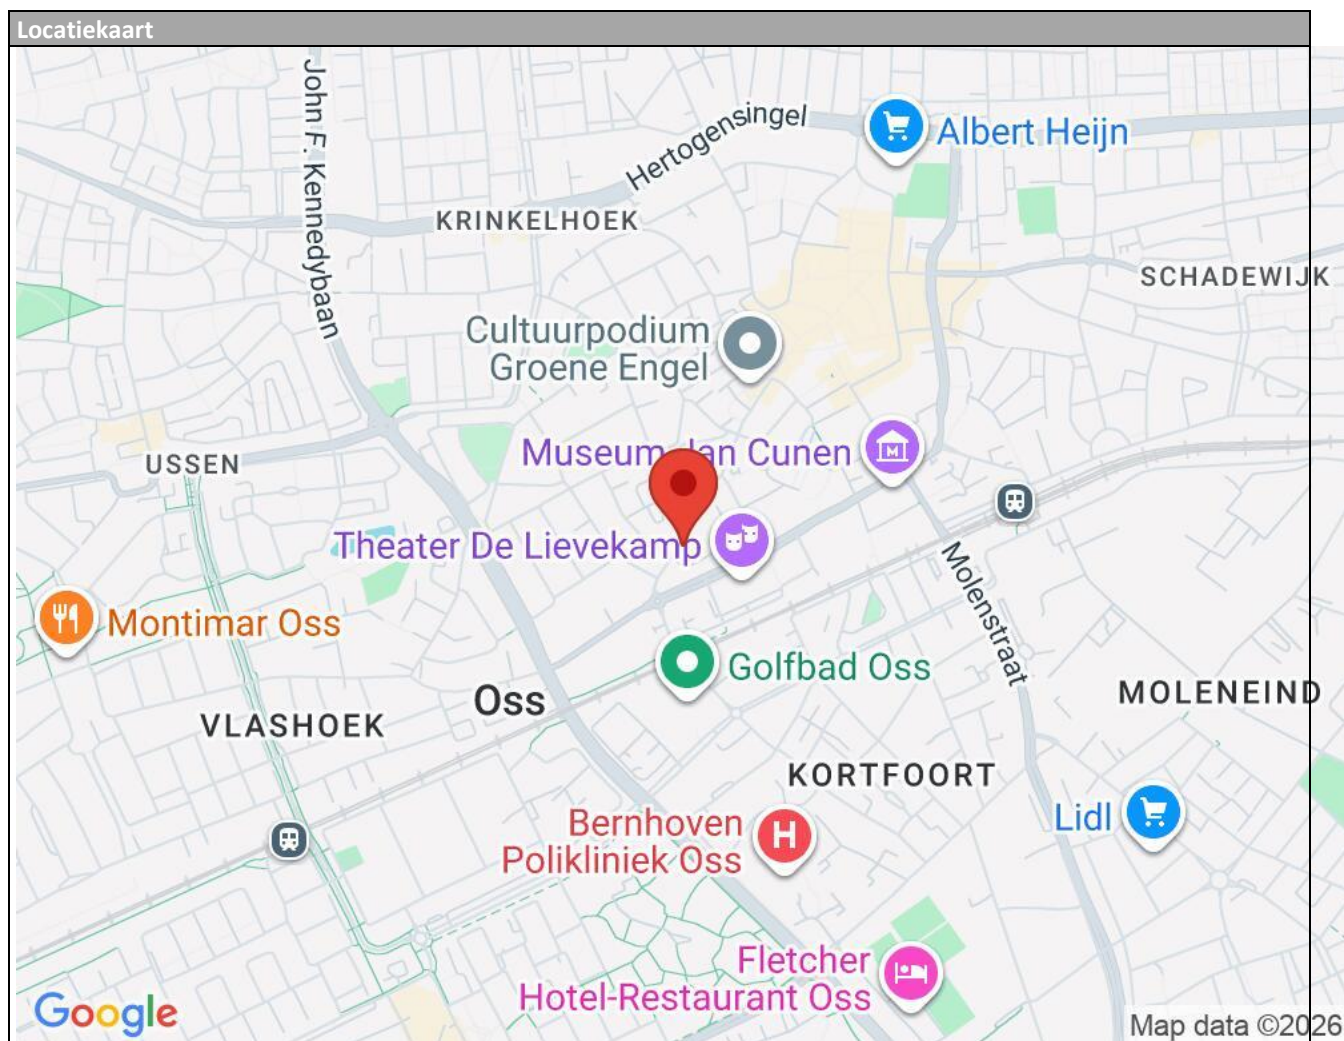 Locatiekaart
John F. Kennedybaan
Hertogensingel
Albert Heijn
KRINKELHOEK
SCHADEWIJK
Cultuurpodium
Groene Engel
Museum Jan Cunen
M
USSEN
Theater De Lievekamp
Molenstraat
Montimar Oss
Golfbad Oss
Oss
MOLENEIND
VLASHOEK
KORTFOORT
Lidl
Bernhoven
Polikliniek Oss
H
Fletcher
Hotel-Restaurant Oss
Google
Map data ©2026